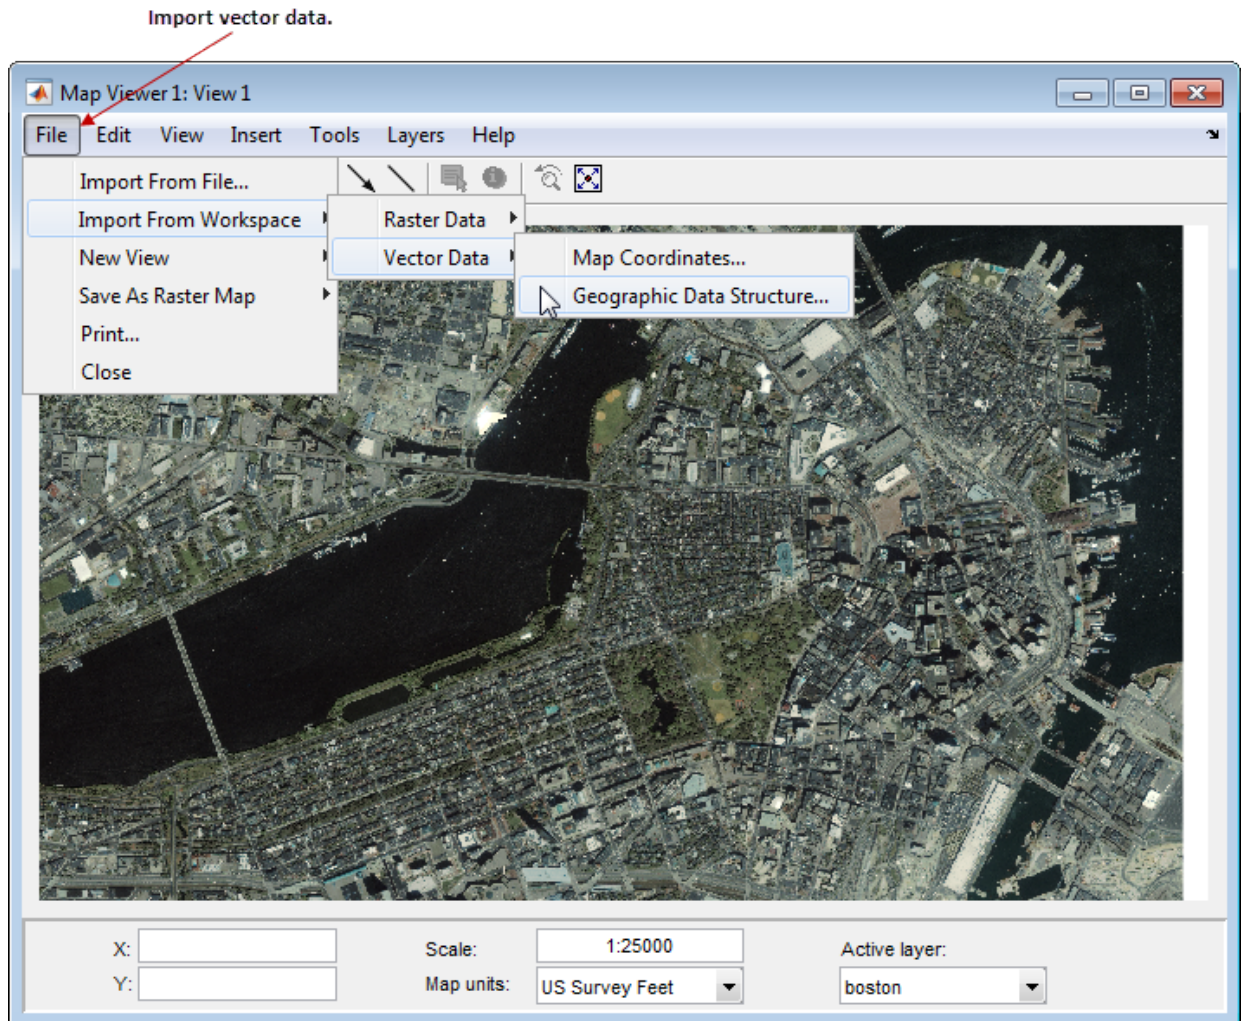 Import vector data.
Map Viewer 1: View 1
File Edit View Insert Tools Layers Help
Import From File...
Import From Workspace
Raster Data
New View
Vector Data
Map Coordinates...
Save As Raster Map
Geographic Data Structure...
Print...
Close
X:
Scale:
1:25000
Active layer:
Y:
Map units:
US Survey Feet
boston